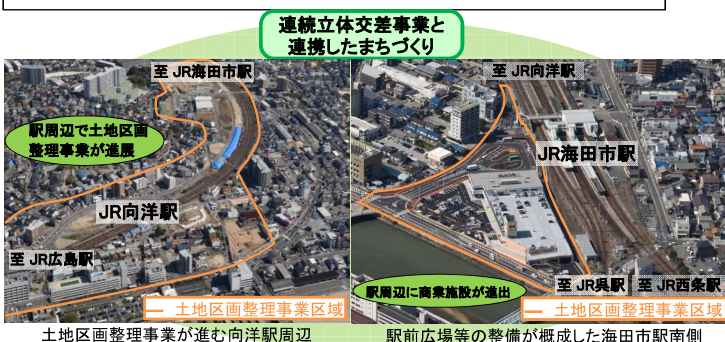 連続立体交差事業と
連携したまちづくり
至 JR海田市駅
駅周辺で土地区画
整理事業が進展
JR向洋駅
至 JR広島駅
土地区画整理事業区域
土地区画整理事業が進む向洋駅周辺
至 JR向洋駅
JR海田市駅
駅周辺に商業施設が進出
至 JR呉駅
至 JR西条駅
土地区画整理事業区域
駅前広場等の整備が概成した海田市駅南側